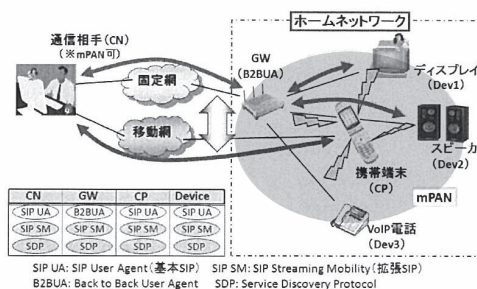 ホームネットワーク
通信相手(CN)
(※mPAN可)
GW
(B2BUA)
固定網
移動網
ディスプレイ
(Dev1)
スピーカ
(Dev2)
携帯端末
(CP)
mPAN
VoIP電話
(Dev3)
CN GW CP Device
SIP UA B2BUA SIP UA SIP UA
SIP SM SIP SM SIP SM SIP SM
SDP SDP SDP SDP
SIP UA: SIP User Agent(基本SIP) SIP SM: SIP Streaming Mobility(拡張SIP)
B2BUA: Back to Back User Agent SDP: Service Discovery Protocol